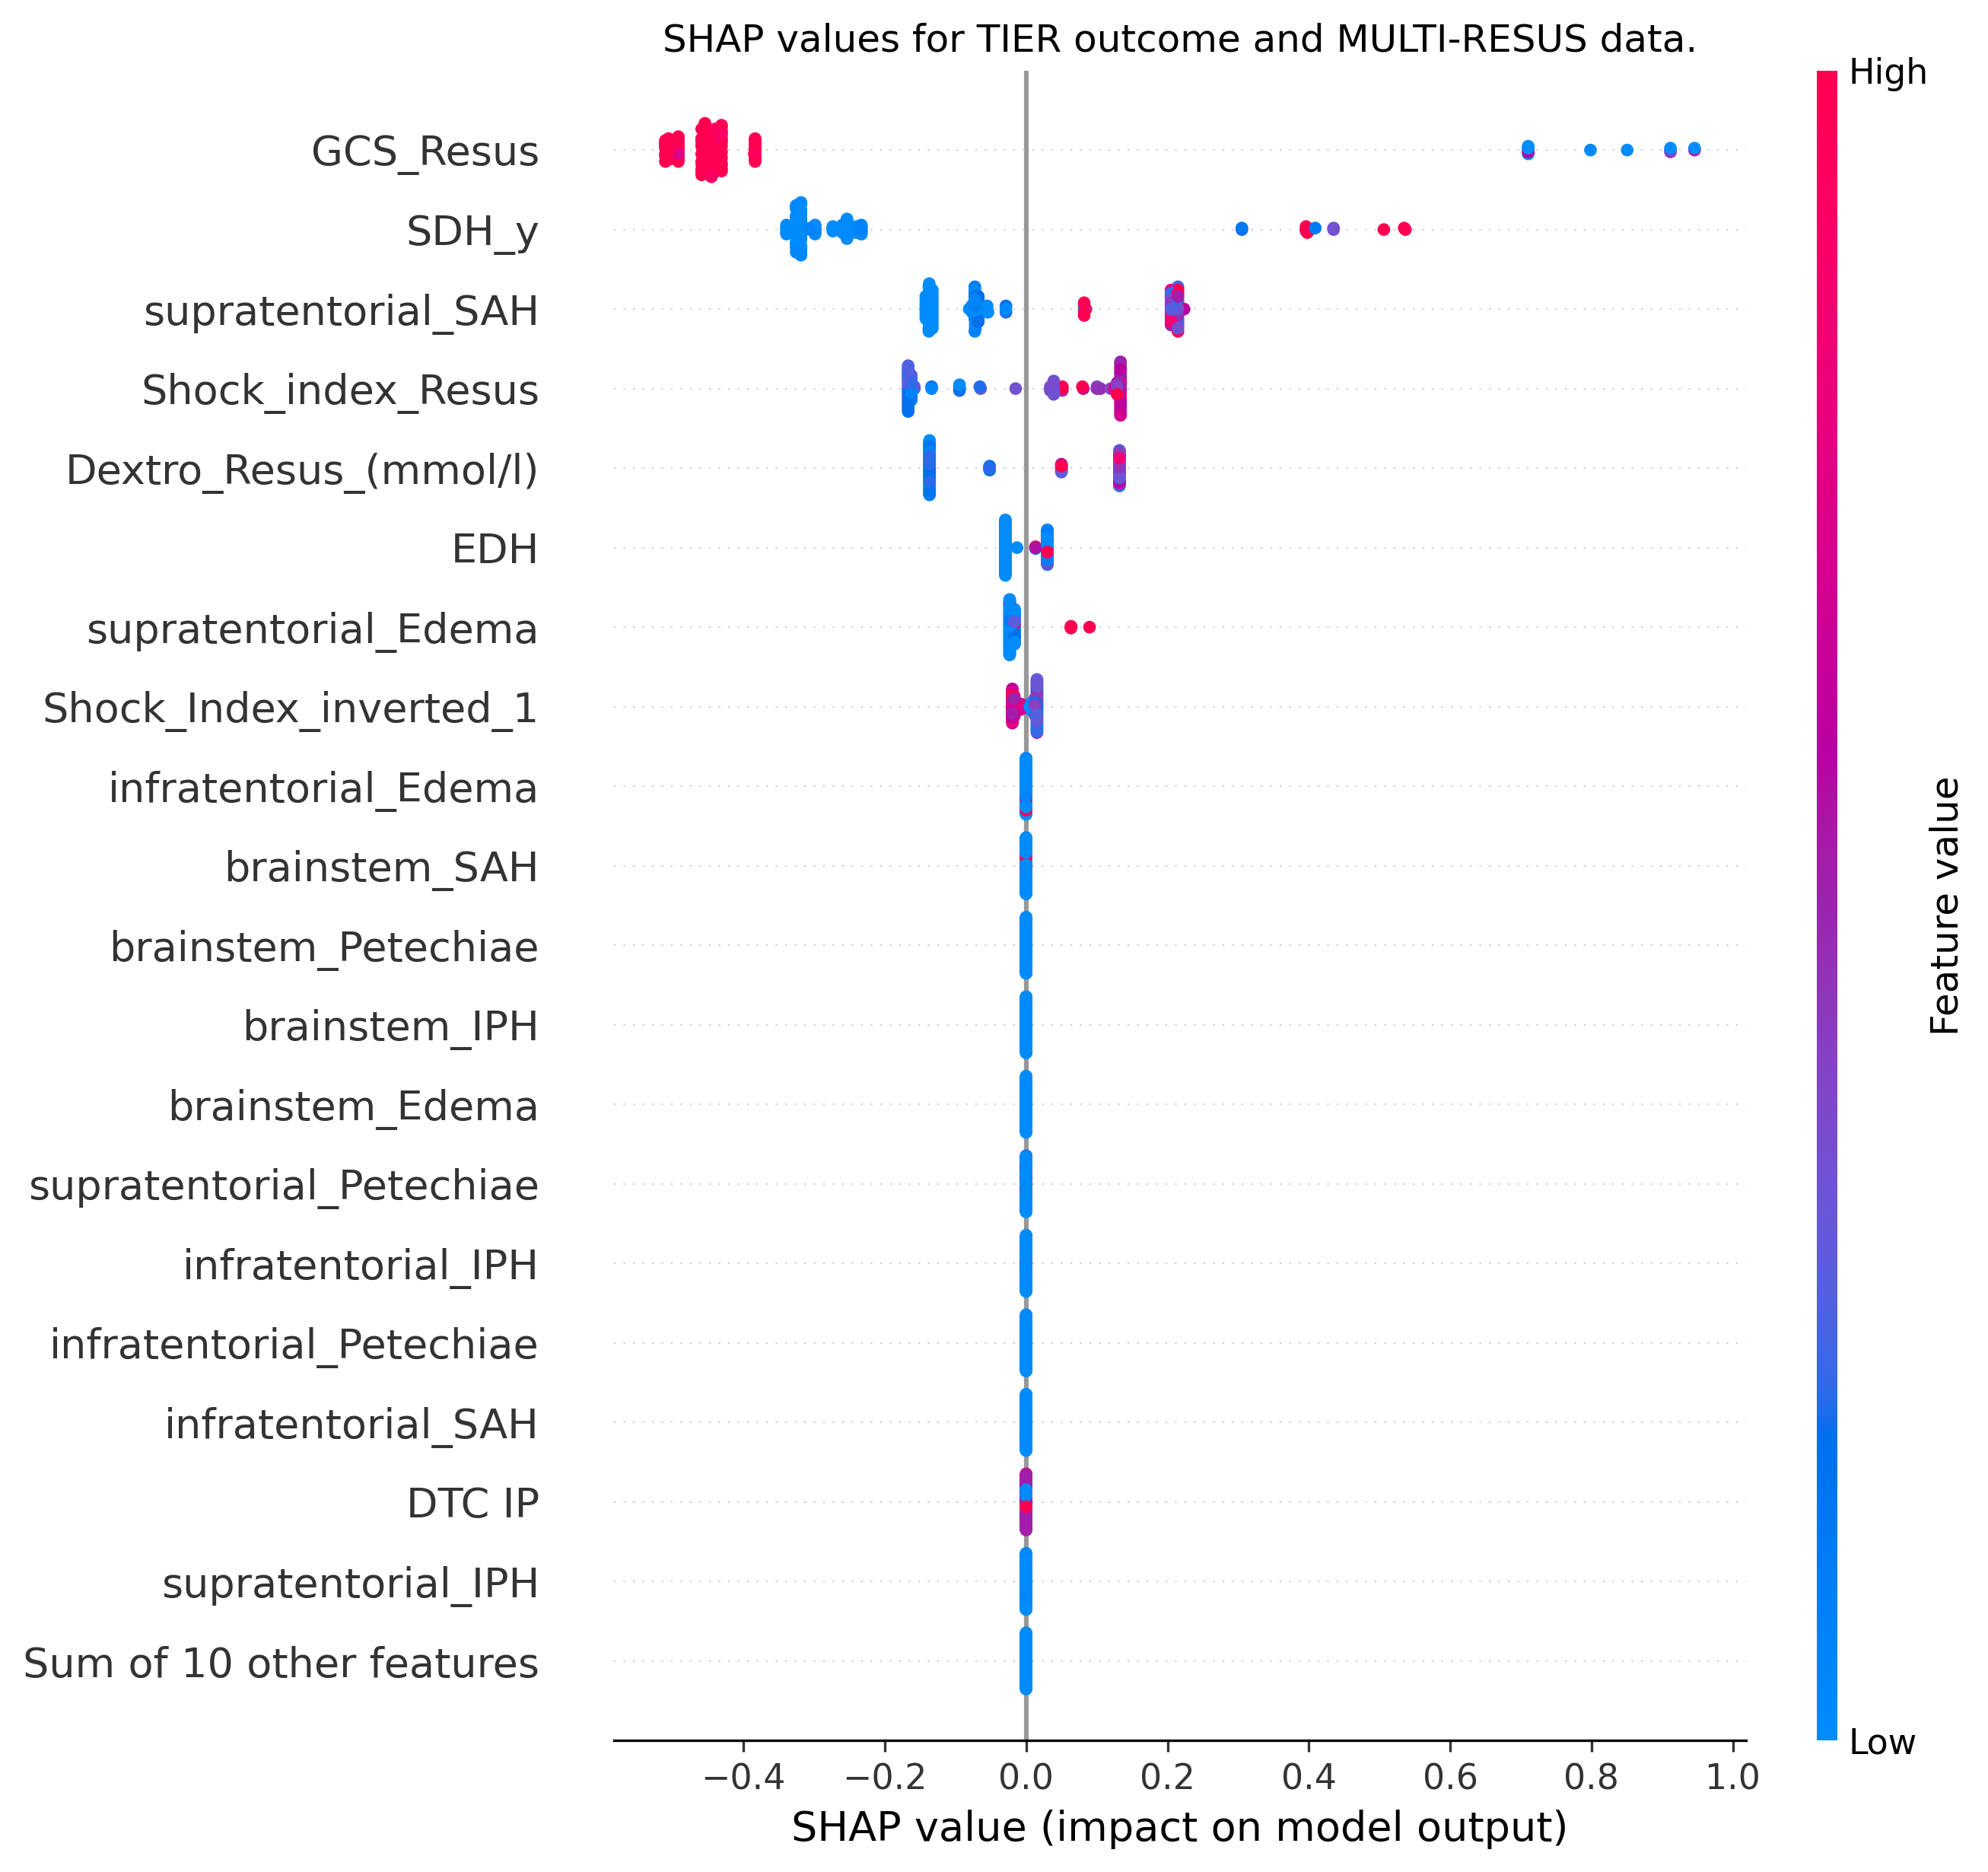 SHAP values for TIER outcome and MULTI-RESUS data.
High
GCS_Resus
SDH_y
supratentorial_SAH
Shock_index_Resus
Dextro_Resus_(mmol/l)
EDH
supratentorial_Edema
Shock_Index_inverted_1
infratentorial_Edema
brainstem_SAH
brainstem_Petechiae
brainstem_IPH
brainstem_Edema
supratentorial_Petechiae
infratentorial_IPH
infratentorial_Petechiae
infratentorial_SAH
DTC IP
supratentorial_IPH
Sum of 10 other features
Feature value
Low
−0.4 −0.2 0.0 0.2 0.4 0.6 0.8 1.0
SHAP value (impact on model output)